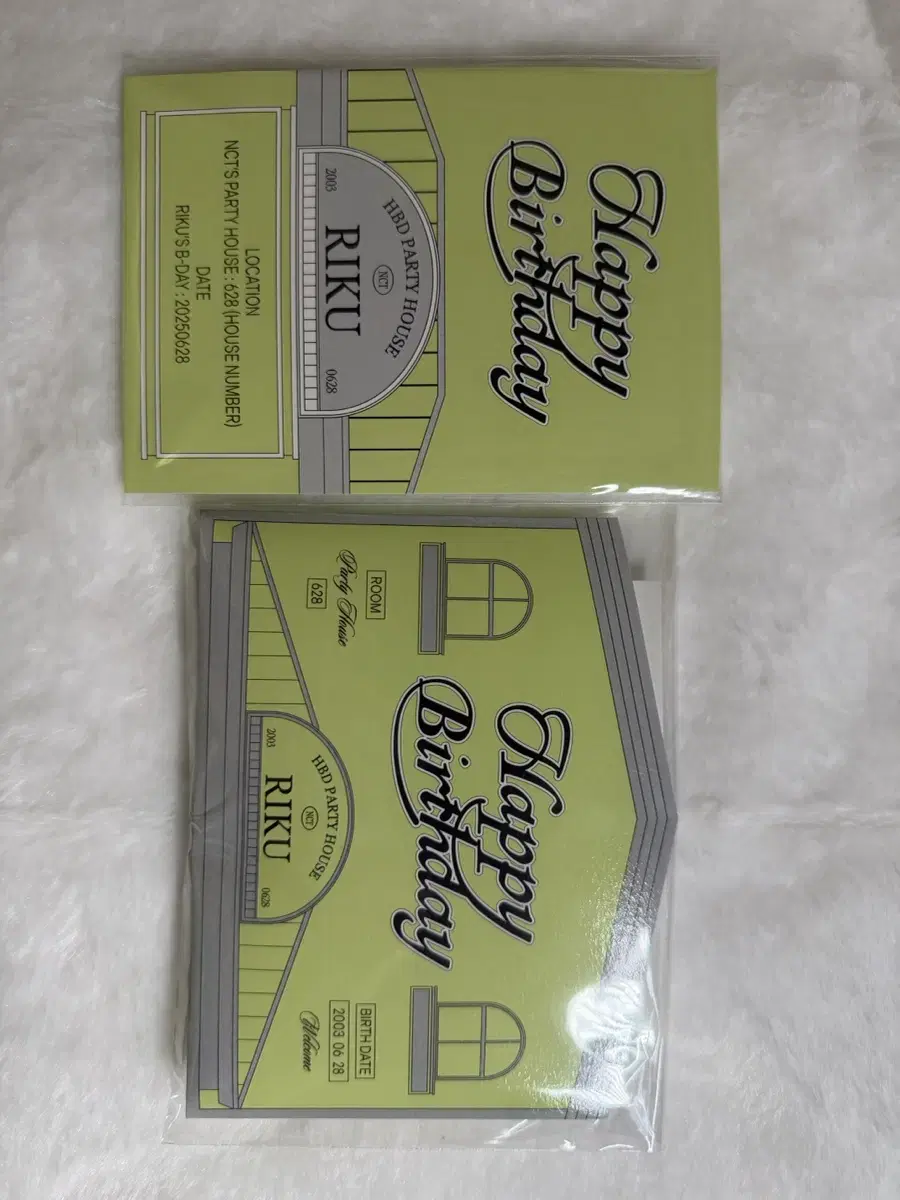 Happy
Birthday
HBD PARTY HOUSE
NCT
2003
RIKU
0628
LOCATION
NCT'S PARTY HOUSE : 628 (HOUSE NUMBER)
DATE
RIKU'S B-DAY : 20250628
Happy
Birthday
ROOM
Party House
628
HBD PARTY HOUSE
NCT
2003
RIKU
0628
BIRTH DATE
2003 06 28
Welcome